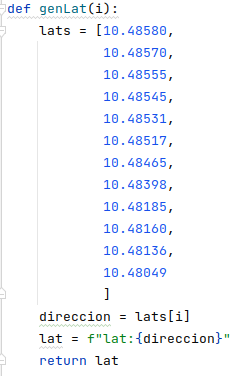 def genLat(i):
    lats = [10.48580,
            10.48570,
            10.48555,
            10.48545,
            10.48531,
            10.48517,
            10.48465,
            10.48398,
            10.48185,
            10.48160,
            10.48136,
            10.48049
            ]
    direccion = lats[i]
    lat = f"lat:{direccion}"
    return lat